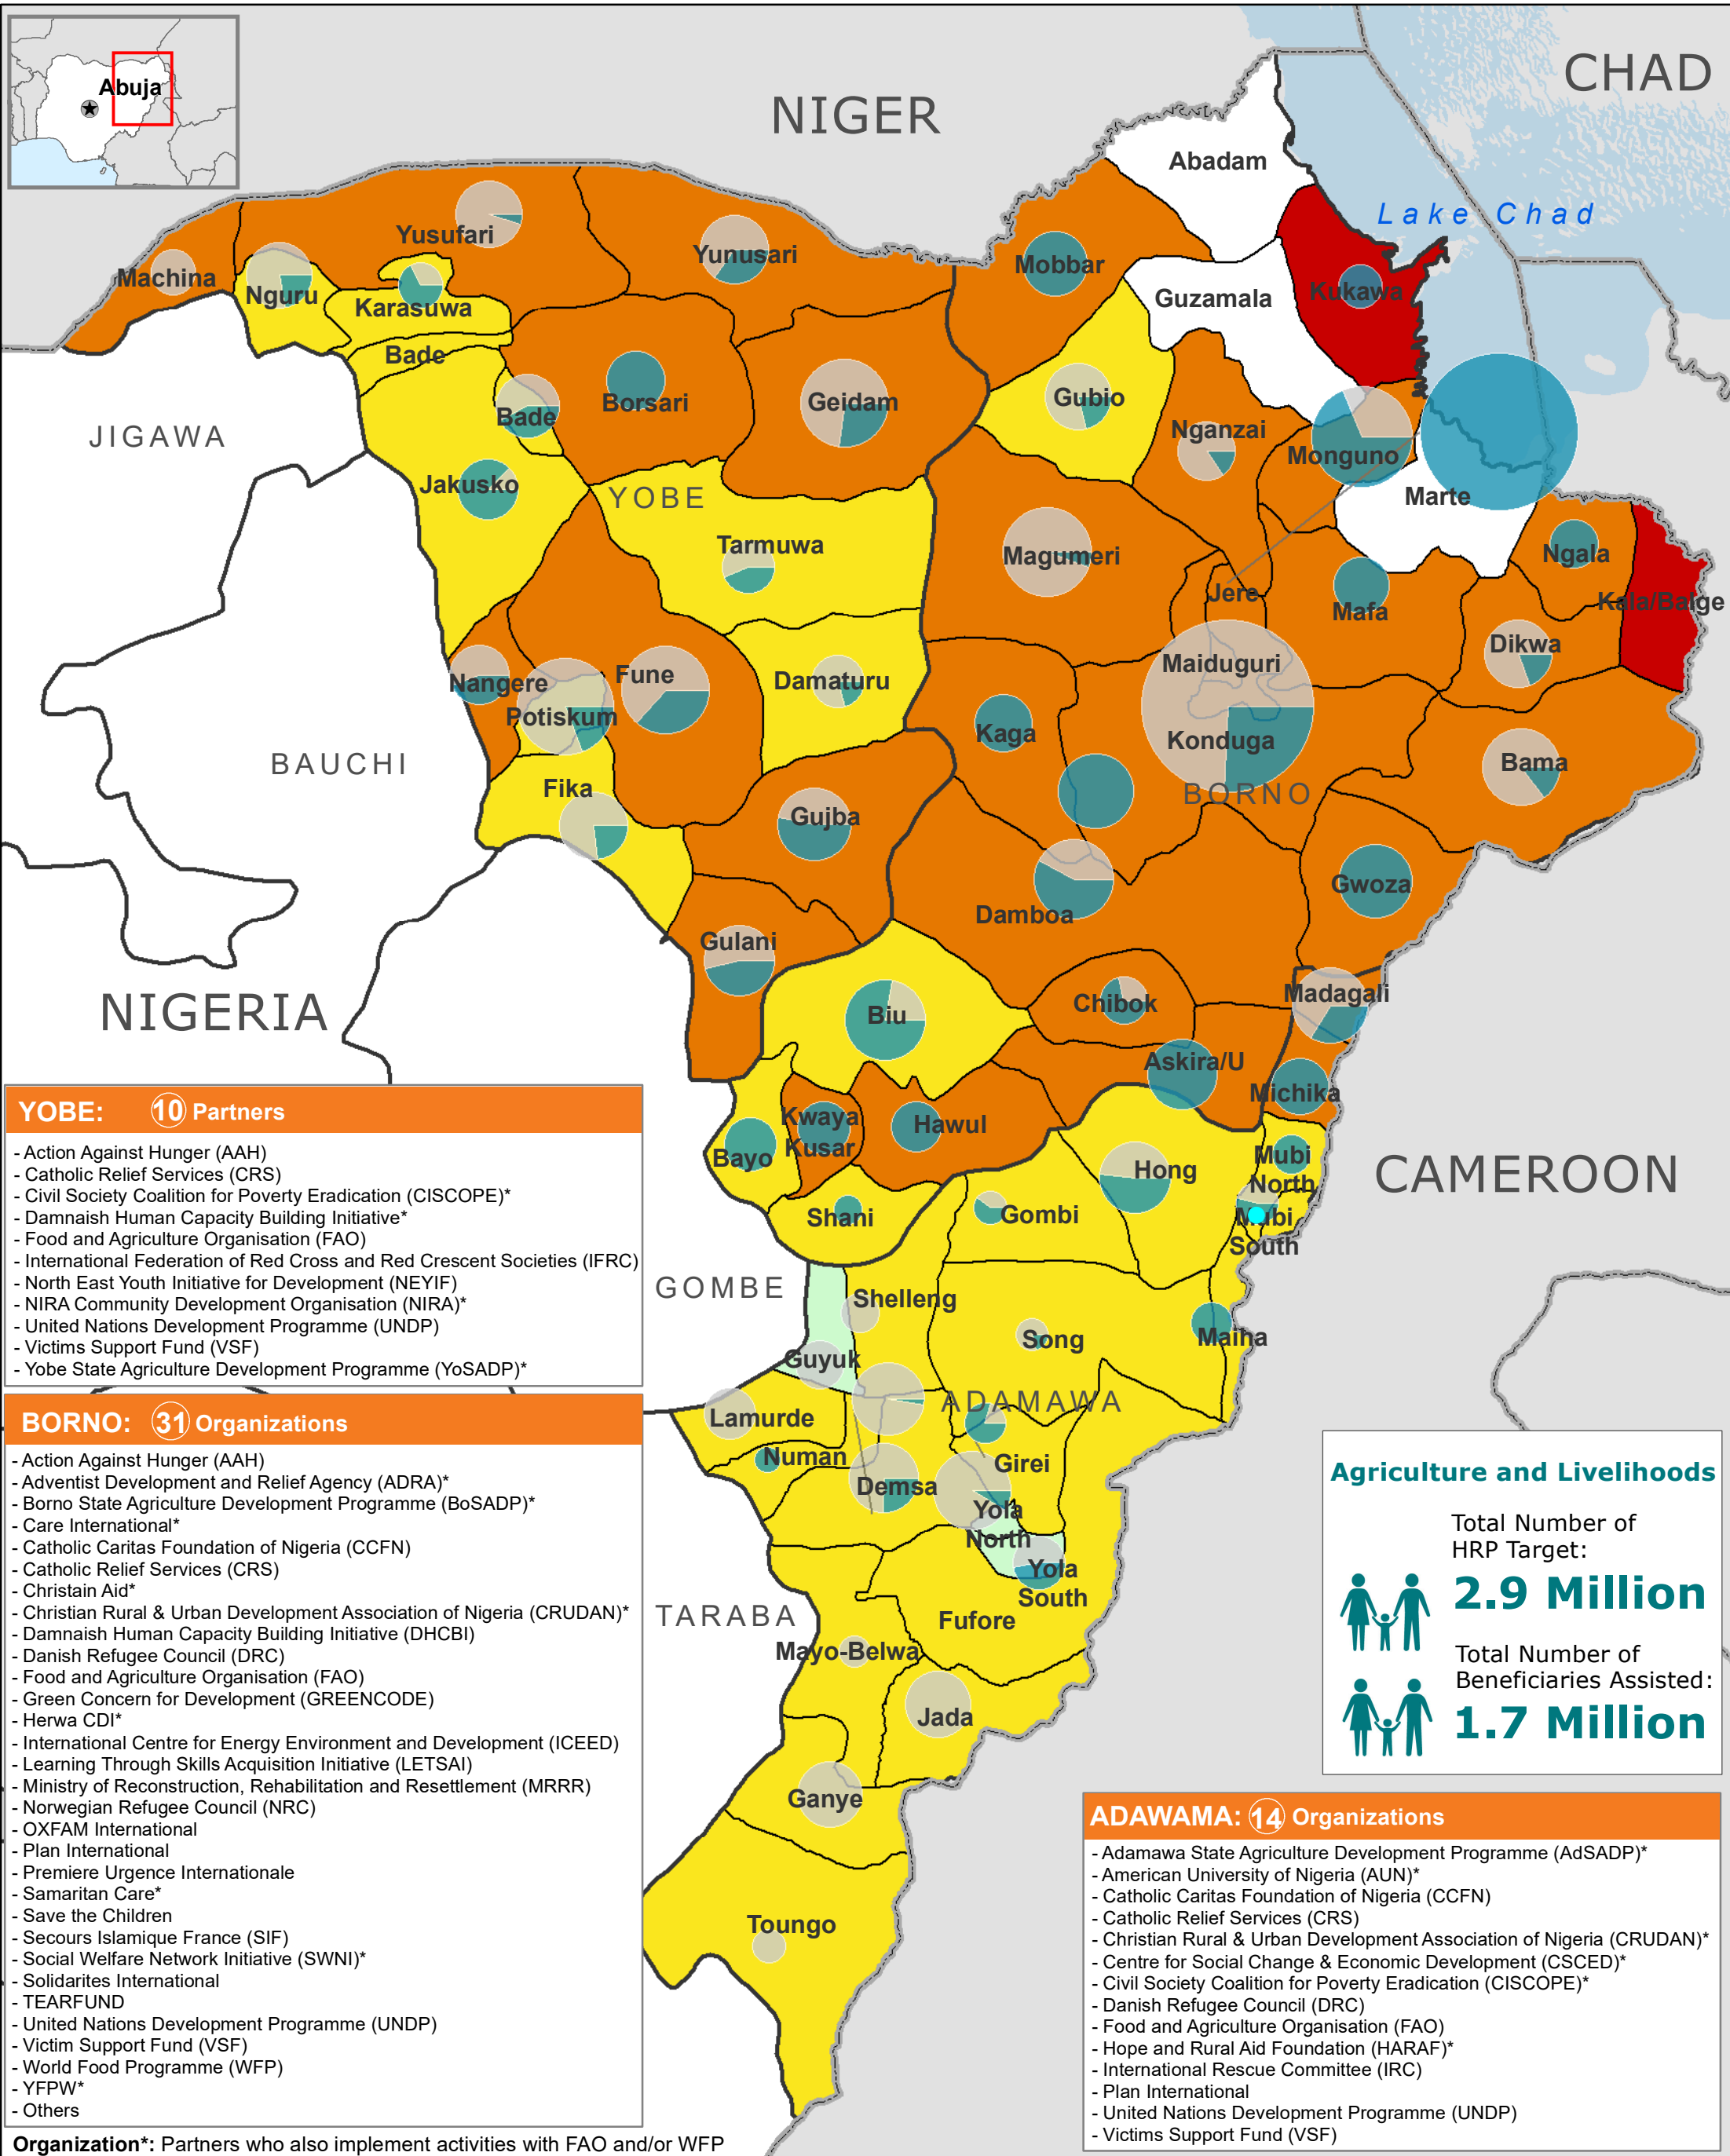 Abuja
NIGER
CHAD
Lake Chad
Abadam
Yusufari
Machina
Nguru
Karasuwa
Yunusari
Mobbar
Guzamala
Kukawa
Bade
Bade
Borsari
Geidam
Gubio
Nganzai
Monguno
Marte
JIGAWA
Jakusko
YOBE
Tarmuwa
Magumeri
Jere
Mafa
Ngala
Kala/Balge
Dikwa
Nangere
Potiskum
Fune
Damaturu
Kaga
Maiduguri
Konduga
BORNO
Bama
BAUCHI
Fika
Gujba
Damboa
Gwoza
Gulani
NIGERIA
Biu
Chibok
Madagali
Askira/U
Michika
Kwaya
Kusar
Hawul
Bayo
Shani
Hong
Gombi
Mubi
North
Mubi
South
CAMEROON
GOMBE
Shelleng
Song
Maiha
Guyuk
ADAMAWA
Lamurde
Numan
Demsa
Girei
Yola
North
Yola
South
TARABA
Fufore
Mayo-Belwa
Jada
Ganye
Toungo
YOBE: 10 Partners
- Action Against Hunger (AAH)
- Catholic Relief Services (CRS)
- Civil Society Coalition for Poverty Eradication (CISCOPE)*
- Damnaish Human Capacity Building Initiative*
- Food and Agriculture Organisation (FAO)
- International Federation of Red Cross and Red Crescent Societies (IFRC)
- North East Youth Initiative for Development (NEYIF)
- NIRA Community Development Organisation (NIRA)*
- United Nations Development Programme (UNDP)
- Victims Support Fund (VSF)
- Yobe State Agriculture Development Programme (YoSADP)*
BORNO: 31 Organizations
- Action Against Hunger (AAH)
- Adventist Development and Relief Agency (ADRA)*
- Borno State Agriculture Development Programme (BoSADP)*
- Care International*
- Catholic Caritas Foundation of Nigeria (CCFN)
- Catholic Relief Services (CRS)
- Christain Aid*
- Christian Rural & Urban Development Association of Nigeria (CRUDAN)*
- Damnaish Human Capacity Building Initiative (DHCBI)
- Danish Refugee Council (DRC)
- Food and Agriculture Organisation (FAO)
- Green Concern for Development (GREENCODE)
- Herwa CDI*
- International Centre for Energy Environment and Development (ICEED)
- Learning Through Skills Acquisition Initiative (LETSAI)
- Ministry of Reconstruction, Rehabilitation and Resettlement (MRRR)
- Norwegian Refugee Council (NRC)
- OXFAM International
- Plan International
- Premiere Urgence Internationale
- Samaritan Care*
- Save the Children
- Secours Islamique France (SIF)
- Social Welfare Network Initiative (SWNI)*
- Solidarites International
- TEARFUND
- United Nations Development Programme (UNDP)
- Victim Support Fund (VSF)
- World Food Programme (WFP)
- YFPW*
- Others
Organization*: Partners who also implement activities with FAO and/or WFP
Agriculture and Livelihoods
Total Number of
HRP Target:
2.9 Million
Total Number of
Beneficiaries Assisted:
1.7 Million
ADAWAMA: 14 Organizations
- Adamawa State Agriculture Development Programme (AdSADP)*
- American University of Nigeria (AUN)*
- Catholic Caritas Foundation of Nigeria (CCFN)
- Catholic Relief Services (CRS)
- Christian Rural & Urban Development Association of Nigeria (CRUDAN)*
- Centre for Social Change & Economic Development (CSCED)*
- Civil Society Coalition for Poverty Eradication (CISCOPE)*
- Danish Refugee Council (DRC)
- Food and Agriculture Organisation (FAO)
- Hope and Rural Aid Foundation (HARAF)*
- International Rescue Committee (IRC)
- Plan International
- United Nations Development Programme (UNDP)
- Victims Support Fund (VSF)